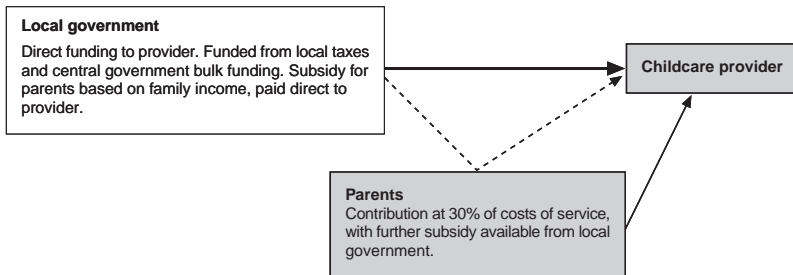 Local government
Direct funding to provider. Funded from local taxes
and central government bulk funding. Subsidy for
parents based on family income, paid direct to
provider.
Childcare provider
Parents
Contribution at 30% of costs of service,
with further subsidy available from local
government.